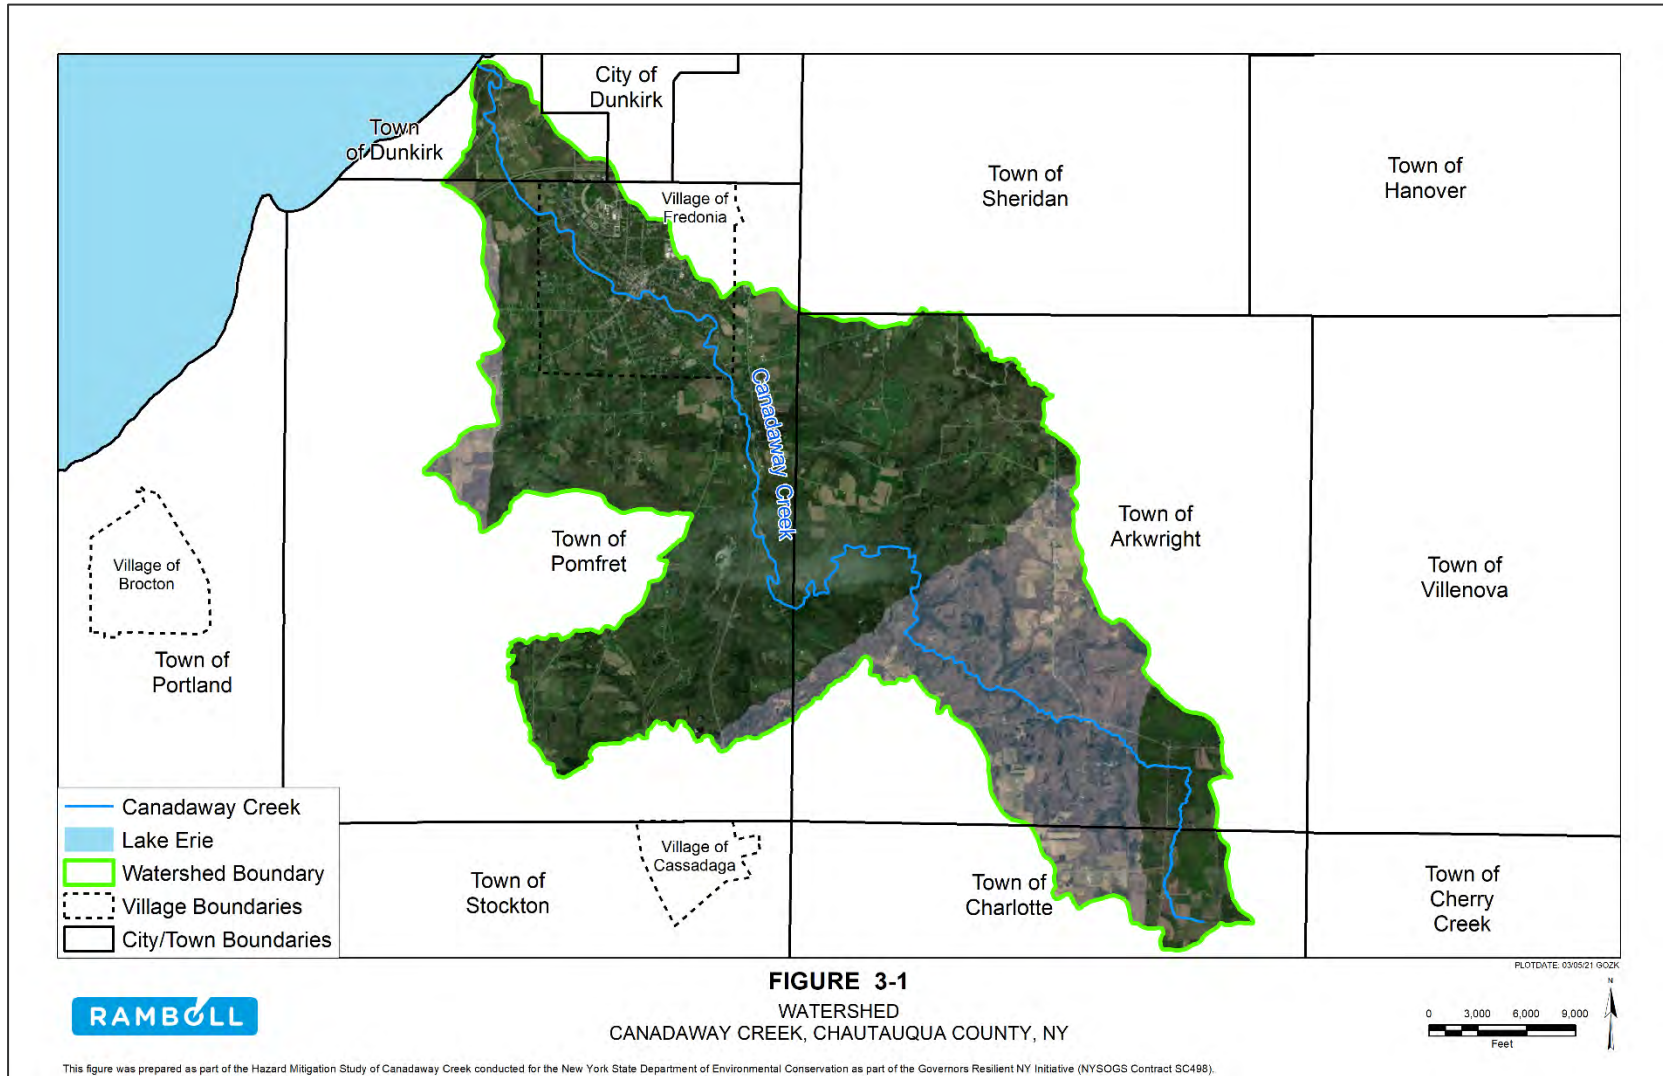 City of
Dunkirk
Town
of Dunkirk
Town of
Sheridan
Town of
Hanover
Village of
Fredonia
Canadaway Creek
Town of
Pomfret
Town of
Arkwright
Village of
Brocton
Town of
Villenova
Town of
Portland
Canadaway Creek
Lake Erie
Watershed Boundary
Village Boundaries
City/Town Boundaries
Town of
Stockton
Village of
Cassadaga
Town of
Charlotte
Town of
Cherry
Creek
PLOTDATE: 03/05/21 GOZK
FIGURE 3-1
WATERSHED
CANADAWAY CREEK, CHAUTAUQUA COUNTY, NY
RAMBOLL
N
0 3,000 6,000 9,000
Feet
This figure was prepared as part of the Hazard Mitigation Study of Canadaway Creek conducted for the New York State Department of Environmental Conservation as part of the Governors Resilient NY Initiative (NYSOGS Contract SC498).